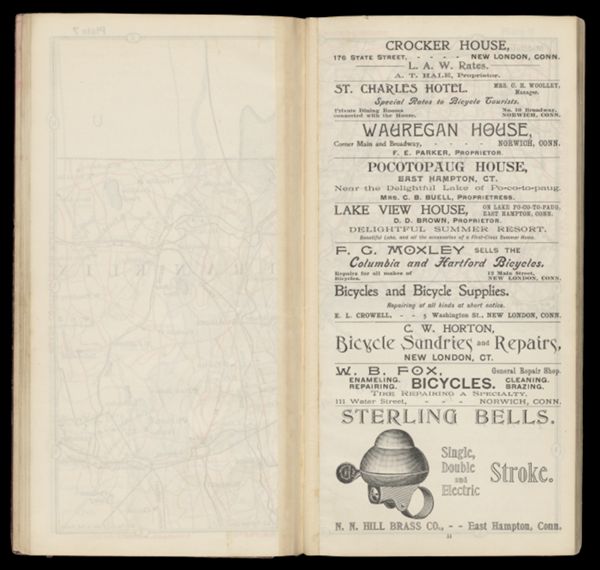 Plate 7
CROCKER HOUSE,
176 STATE STREET, - - - - NEW LONDON, CONN.
L. A. W. Rates.
A. T. HALE, Proprietor.
ST. CHARLES HOTEL. MRS. C. E. WOOLLEY, Manager.
Special Rates to Bicycle Tourists.
Private Dining Rooms connected with the House. No. 10 Broadway, NORWICH, CONN.
WAUREGAN HOUSE,
Corner Main and Broadway, - - - - NORWICH, CONN.
F. E. PARKER, PROPRIETOR.
POCOTOPAUG HOUSE,
EAST HAMPTON, CT.
Near the Delightful Lake of Po-co-to-paug.
MRS. C. B. BUELL, PROPRIETRESS.
LAKE VIEW HOUSE, ON LAKE PO-CO-TO-PAUG, EAST HAMPTON, CONN.
D. D. BROWN, PROPRIETOR.
DELIGHTFUL SUMMER RESORT.
Beautiful Lake, and all the accessories of a First-Class Summer Home.
F. G. MOXLEY SELLS THE
Columbia and Hartford Bicycles.
Repairs for all makes of Bicycles. 12 Main Street, NEW LONDON, CONN.
Bicycles and Bicycle Supplies.
Repairing of all kinds at short notice.
E. L. CROWELL, - - 5 Washington St., NEW LONDON, CONN.
C. W. HORTON,
Bicycle Sundries and Repairs,
NEW LONDON, CT.
W. B. FOX, General Repair Shop.
ENAMELING. REPAIRING. BICYCLES. CLEANING. BRAZING.
TIRE REPAIRING A SPECIALTY.
111 Water Street, - - - NORWICH, CONN.
STERLING BELLS.
Single,
Double
and
Electric
Stroke.
N. N. HILL BRASS CO., - - East Hampton, Conn.
11